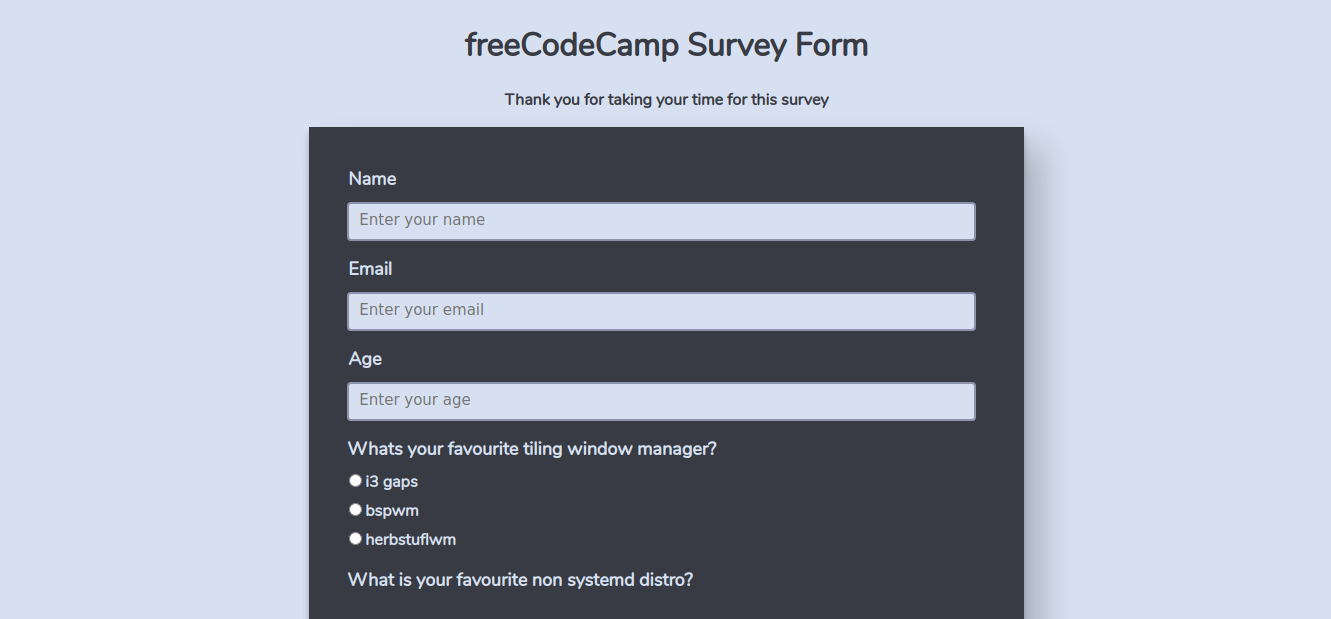 freeCodeCamp Survey Form
Thank you for taking your time for this survey
Name
Enter your name
Email
Enter your email
Age
Enter your age
Whats your favourite tiling window manager?
i3 gaps
bspwm
herbstuflwm
What is your favourite non systemd distro?